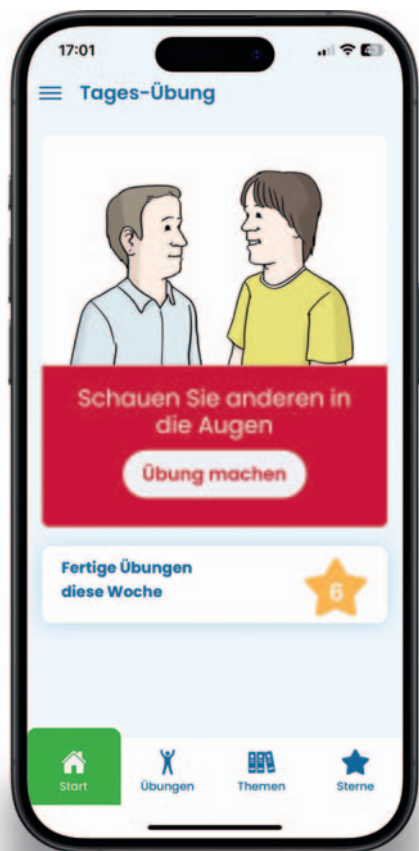 17:01
Tages-Übung
Schauen Sie anderen in
die Augen
Übung machen
Fertige Übungen
diese Woche
6
Start
Übungen
Themen
Sterne